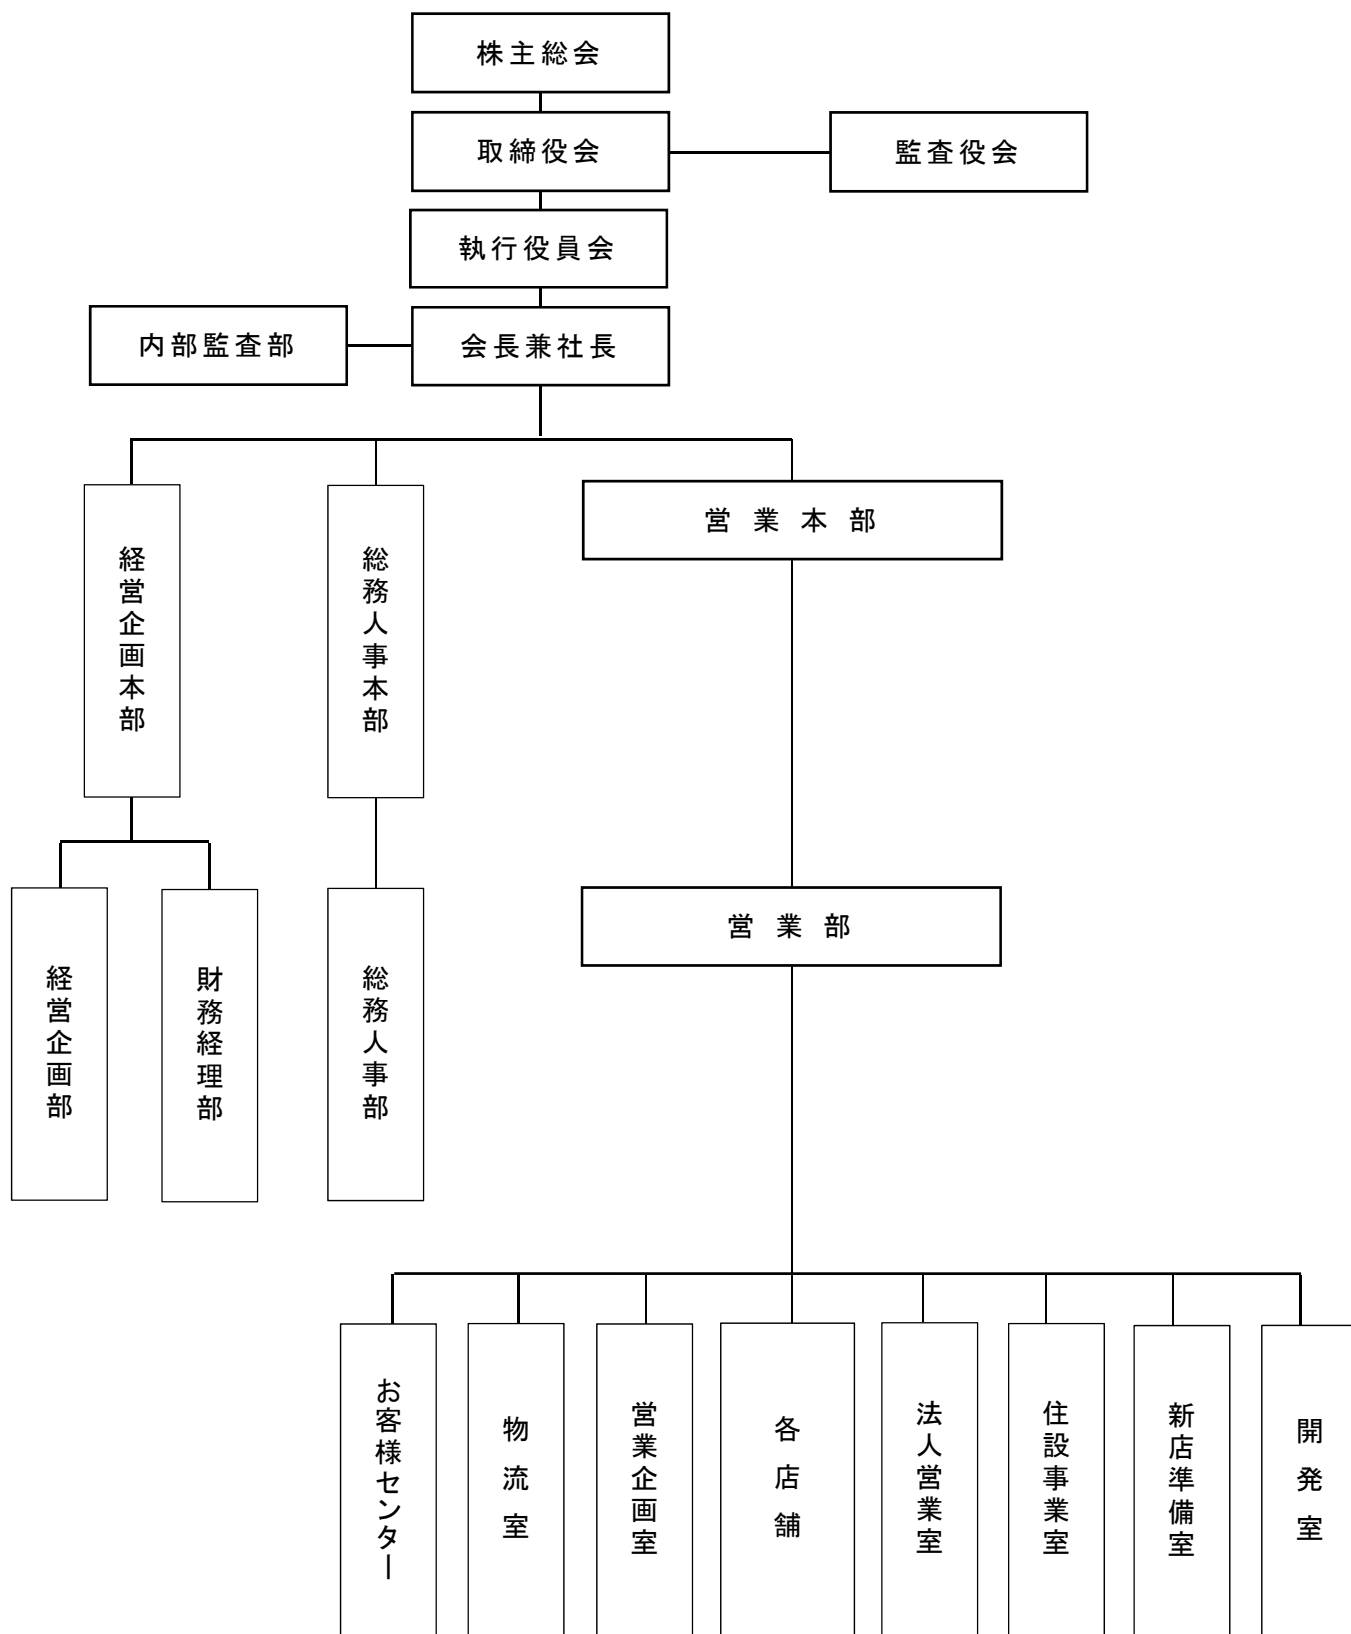 株主総会
取締役会
監査役会
執行役員会
内部監査部
会長兼社長
経営企画本部
総務人事本部
営業本部
経営企画部
財務経理部
総務人事部
営業部
お客様センター
物流室
営業企画室
各店舗
法人営業室
住設事業室
新店準備室
開発室